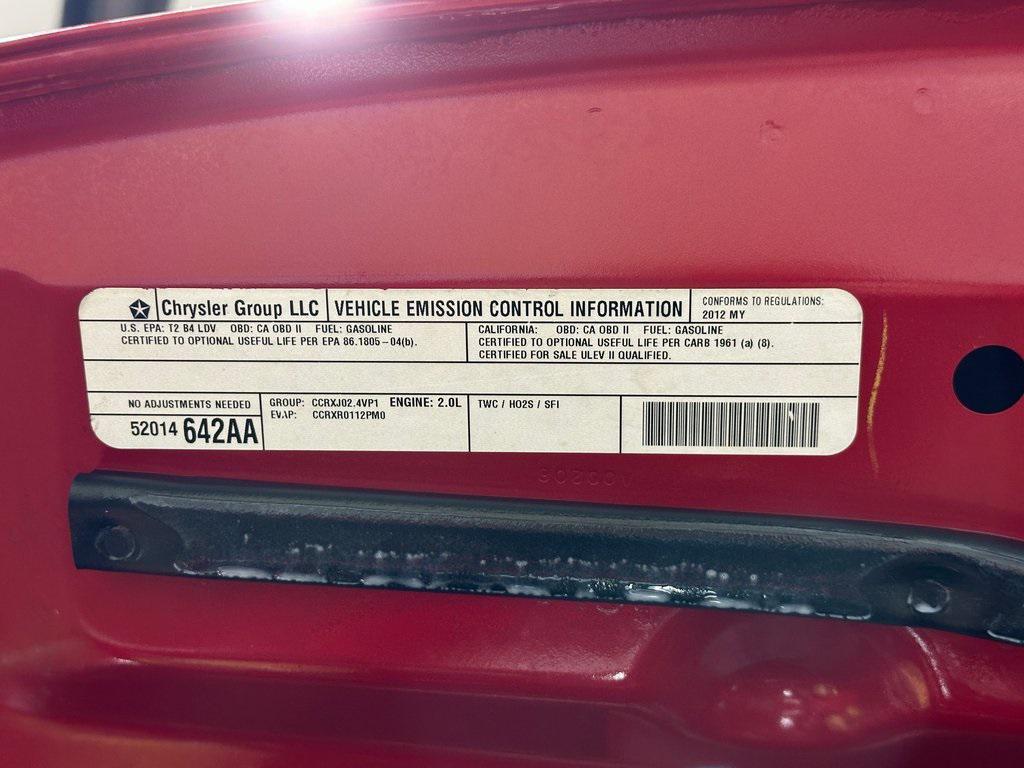 Chrysler Group LLC VEHICLE EMISSION CONTROL INFORMATION
CONFORMS TO REGULATIONS:
2012 MY
U.S. EPA: T2 B4 LDV OBD: CA OBD II FUEL: GASOLINE
CERTIFIED TO OPTIONAL USEFUL LIFE PER EPA 86.1805-04(b).
CALIFORNIA: OBD: CA OBD II FUEL: GASOLINE
CERTIFIED TO OPTIONAL USEFUL LIFE PER CARB 1961 (a) (8).
CERTIFIED FOR SALE ULEV II QUALIFIED.
NO ADJUSTMENTS NEEDED
52014 642AA
GROUP: CCRXJ02.4VP1 ENGINE: 2.0L
EVAP: CCRXR0112PM0
TWC / HO2S / SFI